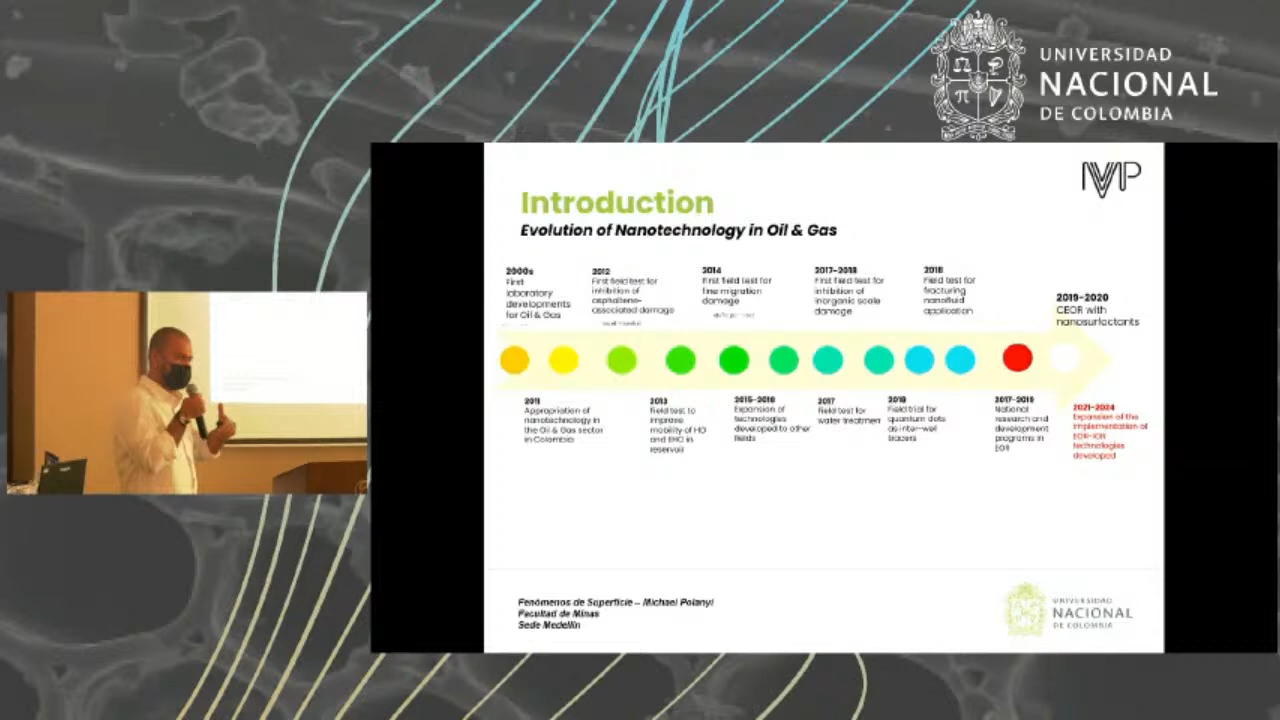 UNIVERSIDAD
NACIONAL
DE COLOMBIA
IVP
Introduction
Evolution of Nanotechnology in Oil & Gas
2000s
First
laboratory
developments
for Oil & Gas
2012
First field test for
inhibition of
asphaltene-
associated damage
2014
First field test for
fine migration
damage
2017-2018
First field test for
inhibition of
inorganic scale
damage
2018
Field test for
fracturing
nanofluid
application
2019-2020
CEOR with
nanosurfactants
2011
Appropriation of
nanotechnology in
the Oil & Gas sector
in Colombia
2013
Field test to
improve
mobility of HO
and EHO in
reservoir
2015-2016
Expansion of
technologies
developed to other
fields
2017
Field test for
water treatmen
2018
Field trial for
quantum dots
as inter-well
tracers
2017-2019
National
research and
development
programs in
EOR
2021-2024
Expansion of the
implementation of
EOR-IOR
technologies
developed
Fenómenos de Superficie – Michael Polanyi
Facultad de Minas
Sede Medellín
UNIVERSIDAD
NACIONAL
DE COLOMBIA